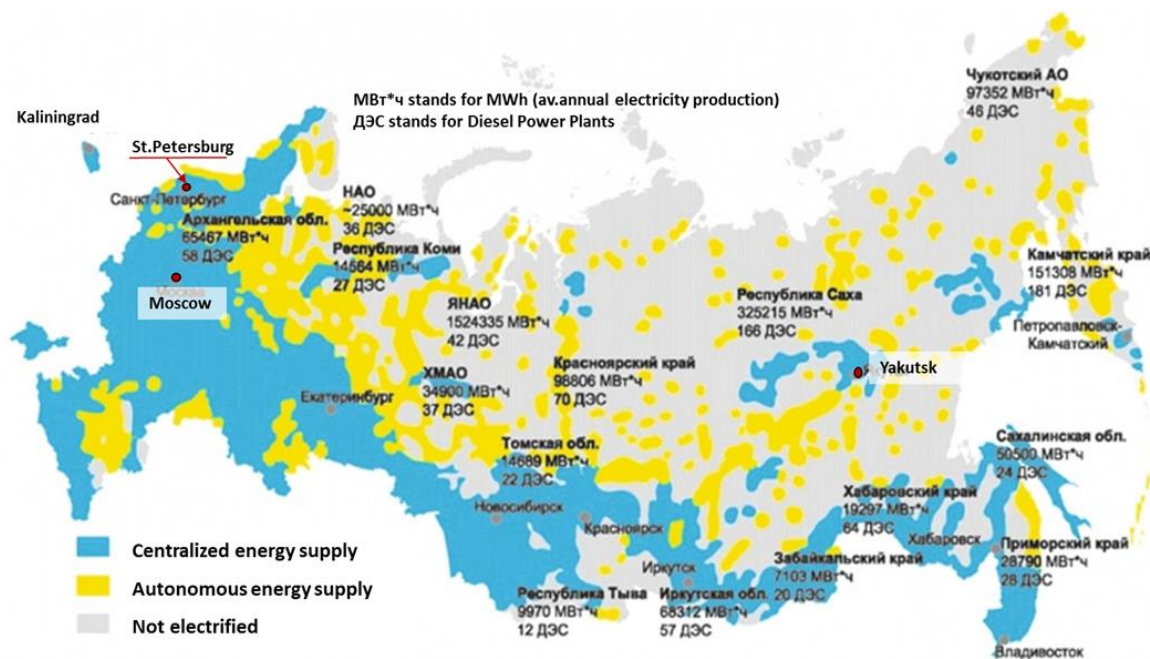 МВт*ч stands for MWh (av.annual electricity production)
ДЭС stands for Diesel Power Plants
Kaliningrad
St.Petersburg
Санкт-Петербург
Архангельская обл.
65467 МВт*ч
58 ДЭС
НАО
~25000 МВт*ч
36 ДЭС
Республика Коми
14564 МВт*ч
27 ДЭС
Moscow
ЯНАО
1524335 МВт*ч
42 ДЭС
ХМАО
34900 МВт*ч
37 ДЭС
Екатеринбург
Красноярский край
98806 МВт*ч
70 ДЭС
Республика Саха
325215 МВт*ч
166 ДЭС
Yakutsk
Чукотский АО
97352 МВт*ч
46 ДЭС
Камчатский край
151308 МВт*ч
181 ДЭС
Петропавловск-
Камчатский
Томская обл.
14689 МВт*ч
22 ДЭС
Новосибирск
Красноярск
Сахалинская обл.
50500 МВт*ч
24 ДЭС
Хабаровский край
19297 МВт*ч
64 ДЭС
Хабаровск
Приморский край
28790 МВт*ч
28 ДЭС
Забайкальский край
7103 МВт*ч
20 ДЭС
Иркутск
Иркутская обл.
68312 МВт*ч
57 ДЭС
Республика Тыва
9970 МВт*ч
12 ДЭС
Владивосток
Centralized energy supply
Autonomous energy supply
Not electrified